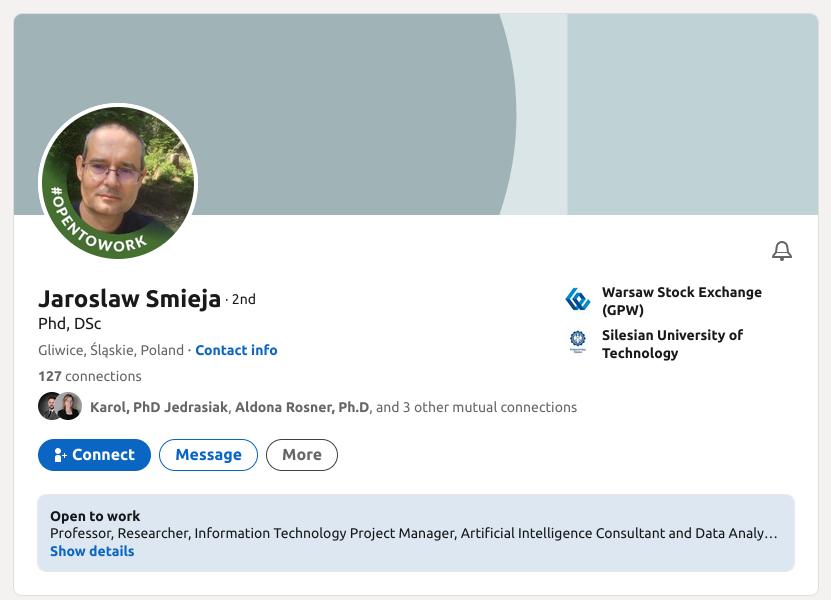 #OPENTOWORK
Jaroslaw Smieja · 2nd
Phd, DSc
Gliwice, Śląskie, Poland · Contact info
127 connections
Karol, PhD Jedrasiak, Aldona Rosner, Ph.D, and 3 other mutual connections
Warsaw Stock Exchange
(GPW)
Silesian University of
Technology
Connect
Message
More
Open to work
Professor, Researcher, Information Technology Project Manager, Artificial Intelligence Consultant and Data Analy…
Show details